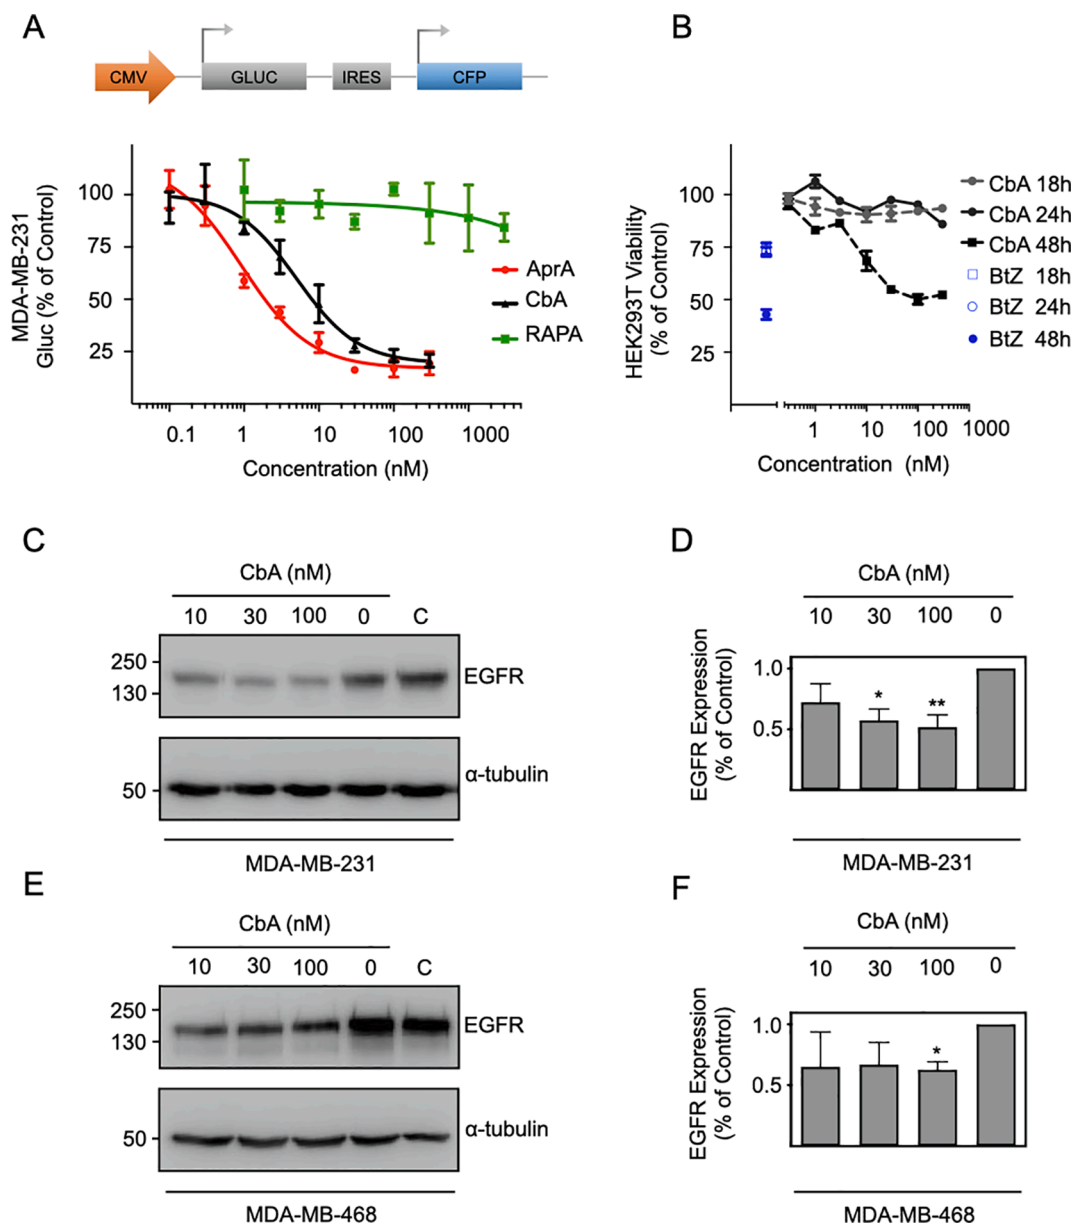 A
CMV
GLUC
IRES
CFP
MDA-MB-231
Gluc (% of Control)
100
75
50
25
0.1
1
10
100
1000
Concentration (nM)
AprA
CbA
RAPA
B
HEK293T Viability
(% of Control)
100
75
50
25
1
10
100
1000
Concentration (nM)
CbA 18h
CbA 24h
CbA 48h
BtZ 18h
BtZ 24h
BtZ 48h
C
CbA (nM)
10 30 100 0 C
250
130
EGFR
50
α-tubulin
MDA-MB-231
D
CbA (nM)
10 30 100 0
EGFR Expression
(% of Control)
1.0
0.5
* **
MDA-MB-231
E
CbA (nM)
10 30 100 0 C
250
130
EGFR
50
α-tubulin
MDA-MB-468
F
CbA (nM)
10 30 100 0
EGFR Expression
(% of Control)
1.0
0.5
*
MDA-MB-468